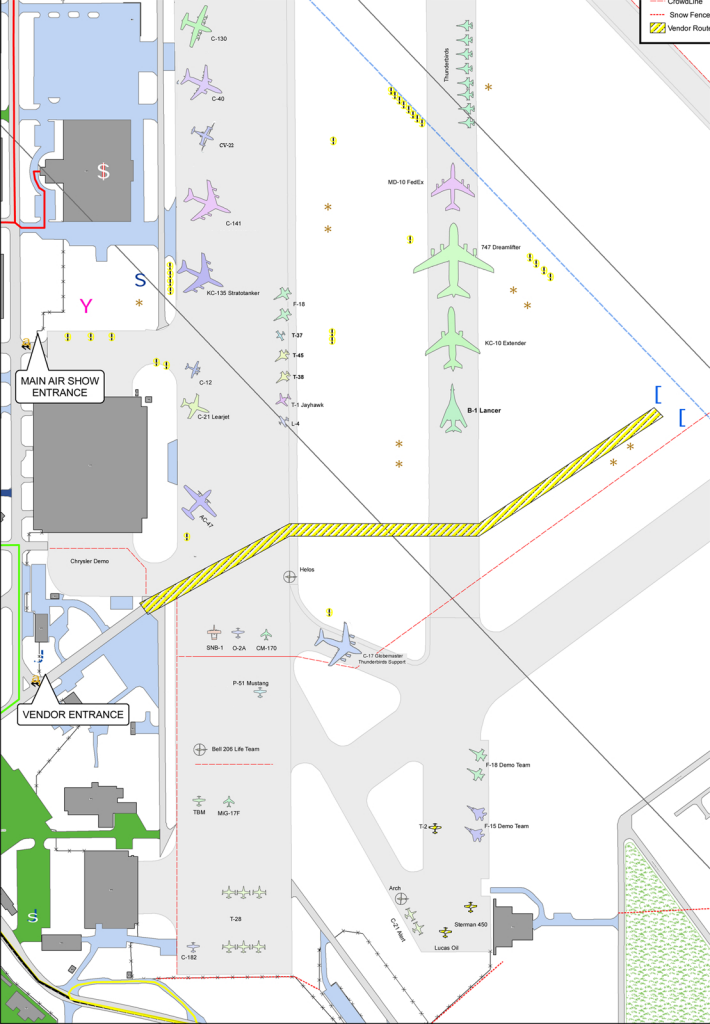 CrowdLine
Snow Fence
Vendor Route
C-130
Thunderbirds
C-40
CV-22
$
MD-10 FedEx
C-141
747 Dreamlifter
S
KC-135 Stratotanker
Y
F-18
T-37
KC-10 Extender
T-45
MAIN AIR SHOW
ENTRANCE
C-12
T-38
T-1 Jayhawk
[
C-21 Learjet
B-1 Lancer
L-4
[
AC-47
Chrysler Demo
Helos
SNB-1
O-2A
CM-170
C-17 Globemaster
Thunderbirds Support
P-51 Mustang
VENDOR ENTRANCE
Bell 206 Life Team
F-18 Demo Team
TBM
MiG-17F
T-2
F-15 Demo Team
Arch
S
T-28
C-21 Alert
Sterman 450
Lucas Oil
C-182